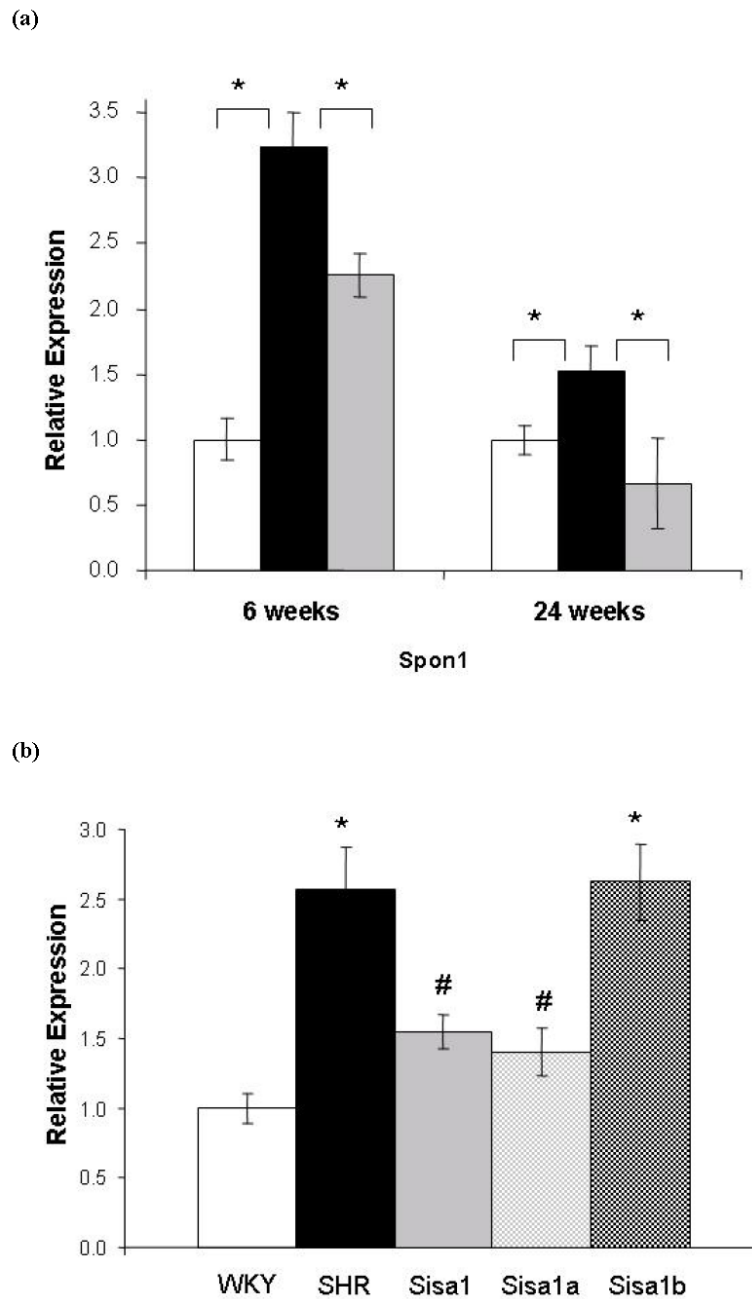 (a)
* *
3.5
3.0
2.5
2.0
1.5
1.0
0.5
0.0
* *
Relative Expression
6 weeks 24 weeks
Spon1
(b)
3.0
2.5
2.0
1.5
1.0
0.5
0.0
* # # *
Relative Expression
WKY SHR Sisa1 Sisa1a Sisa1b